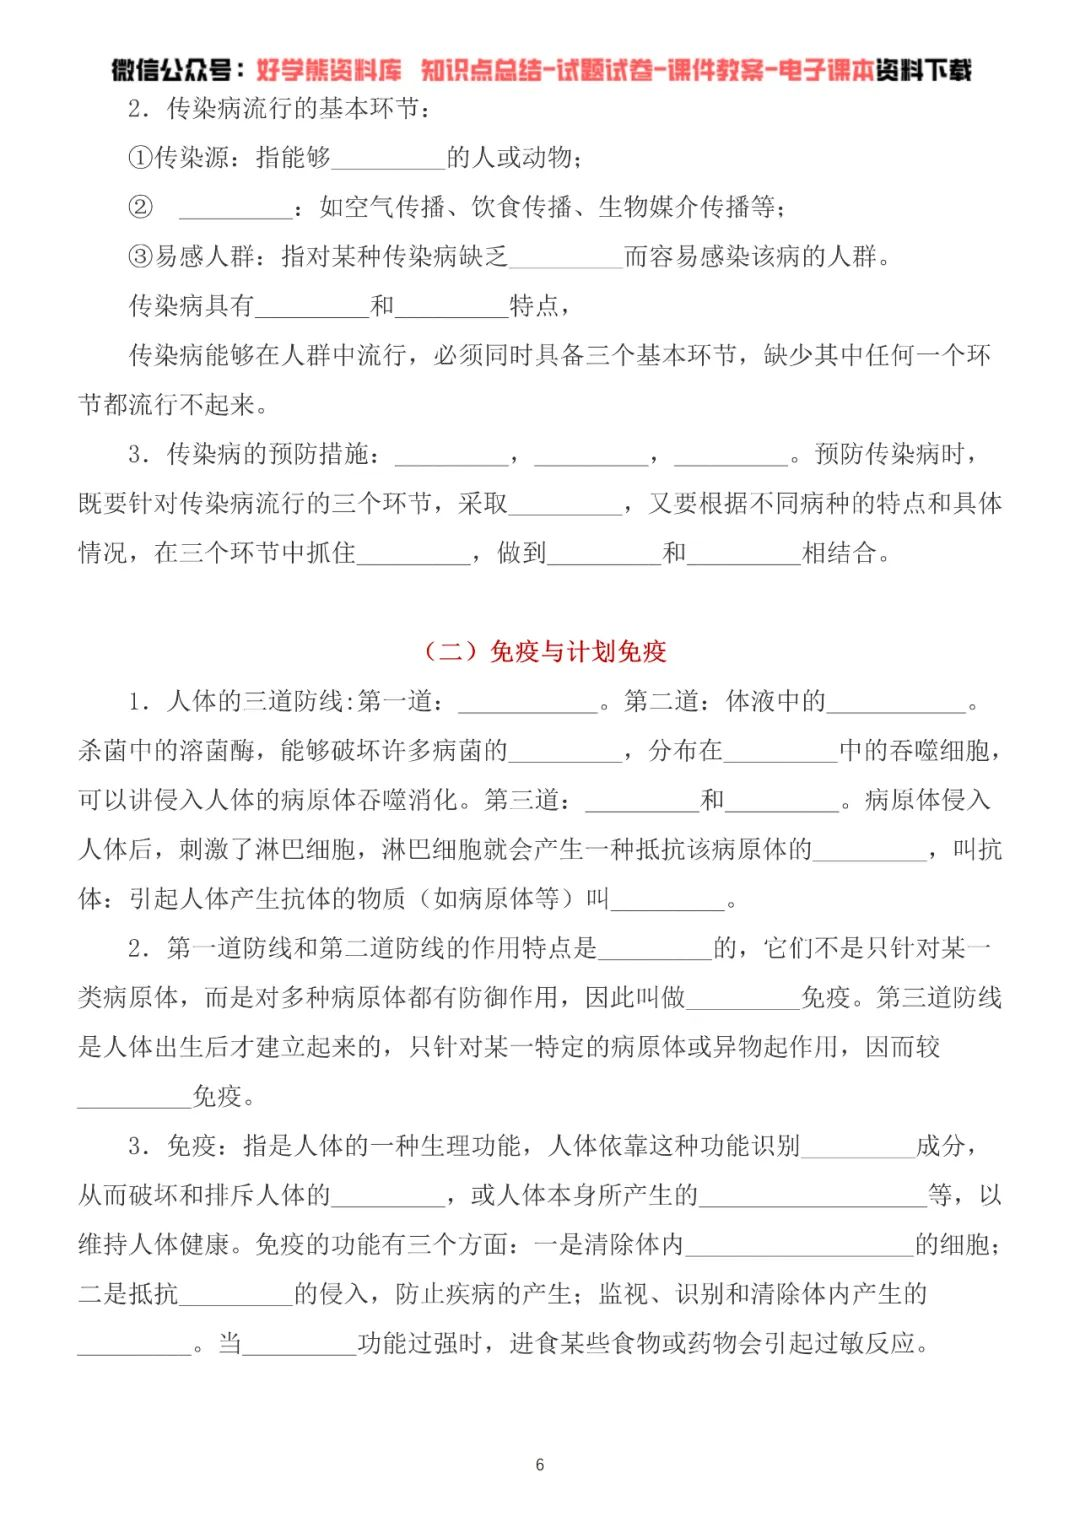 微信公众号：好学熊资料库 知识点总结-试题试卷-课件教案-电子课本资料下载
2．传染病流行的基本环节：
①传染源：指能够_________的人或动物；
② _________：如空气传播、饮食传播、生物媒介传播等；
③易感人群：指对某种传染病缺乏_________而容易感染该病的人群。
传染病具有_________和_________特点，
传染病能够在人群中流行，必须同时具备三个基本环节，缺少其中任何一个环
节都流行不起来。
3．传染病的预防措施：_________，_________，_________。预防传染病时，
既要针对传染病流行的三个环节，采取_________，又要根据不同病种的特点和具体
情况，在三个环节中抓住_________，做到_________和_________相结合。
（二）免疫与计划免疫
1．人体的三道防线:第一道：___________。第二道：体液中的___________。
杀菌中的溶菌酶，能够破坏许多病菌的_________，分布在_________中的吞噬细胞，
可以讲侵入人体的病原体吞噬消化。第三道：_________和_________。病原体侵入
人体后，刺激了淋巴细胞，淋巴细胞就会产生一种抵抗该病原体的_________，叫抗
体：引起人体产生抗体的物质（如病原体等）叫_________。
2．第一道防线和第二道防线的作用特点是_________的，它们不是只针对某一
类病原体，而是对多种病原体都有防御作用，因此叫做_________免疫。第三道防线
是人体出生后才建立起来的，只针对某一特定的病原体或异物起作用，因而较
_________免疫。
3．免疫：指是人体的一种生理功能，人体依靠这种功能识别_________成分，
从而破坏和排斥人体的_________，或人体本身所产生的__________________等，以
维持人体健康。免疫的功能有三个方面：一是清除体内__________________的细胞；
二是抵抗_________的侵入，防止疾病的产生；监视、识别和清除体内产生的
_________。当_________功能过强时，进食某些食物或药物会引起过敏反应。
6